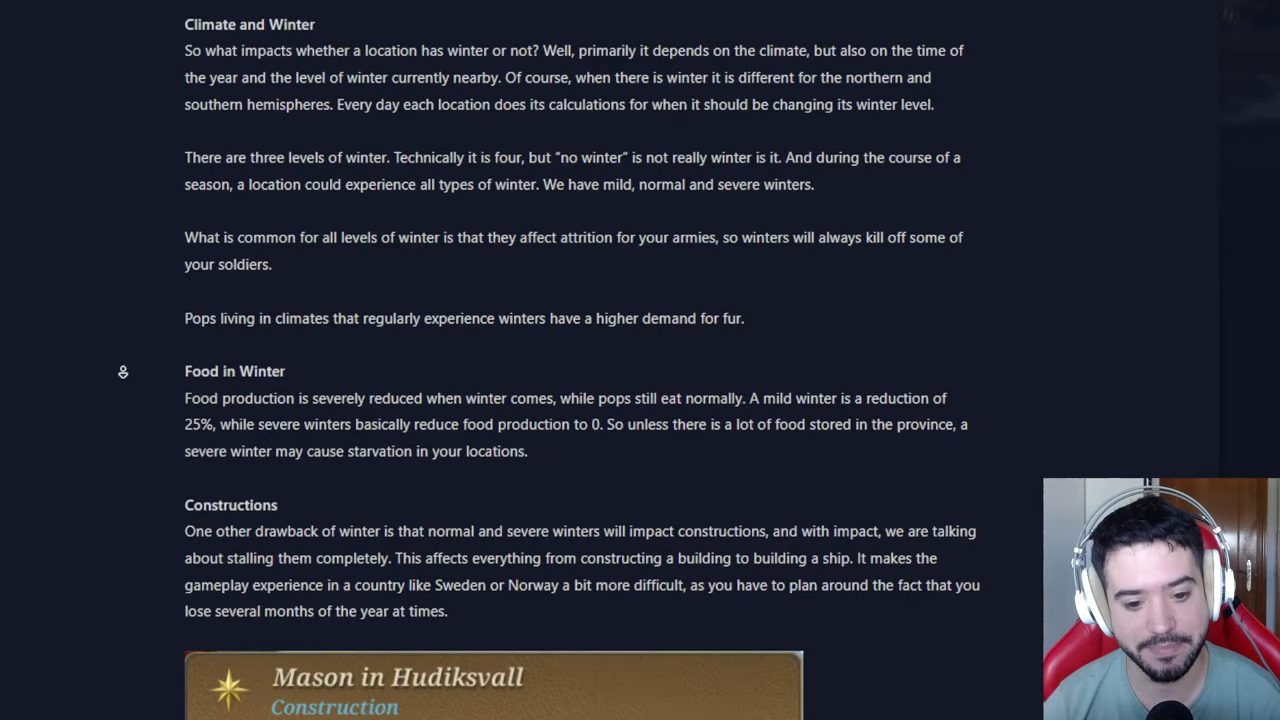 Climate and Winter
So what impacts whether a location has winter or not? Well, primarily it depends on the climate, but also on the time of
the year and the level of winter currently nearby. Of course, when there is winter it is different for the northern and
southern hemispheres. Every day each location does its calculations for when it should be changing its winter level.
There are three levels of winter. Technically it is four, but "no winter" is not really winter is it. And during the course of a
season, a location could experience all types of winter. We have mild, normal and severe winters.
What is common for all levels of winter is that they affect attrition for your armies, so winters will always kill off some of
your soldiers.
Pops living in climates that regularly experience winters have a higher demand for fur.
Food in Winter
Food production is severely reduced when winter comes, while pops still eat normally. A mild winter is a reduction of
25%, while severe winters basically reduce food production to 0. So unless there is a lot of food stored in the province, a
severe winter may cause starvation in your locations.
Constructions
One other drawback of winter is that normal and severe winters will impact constructions, and with impact, we are talking
about stalling them completely. This affects everything from constructing a building to building a ship. It makes the
gameplay experience in a country like Sweden or Norway a bit more difficult, as you have to plan around the fact that you
lose several months of the year at times.
Mason in Hudiksvall
Construction